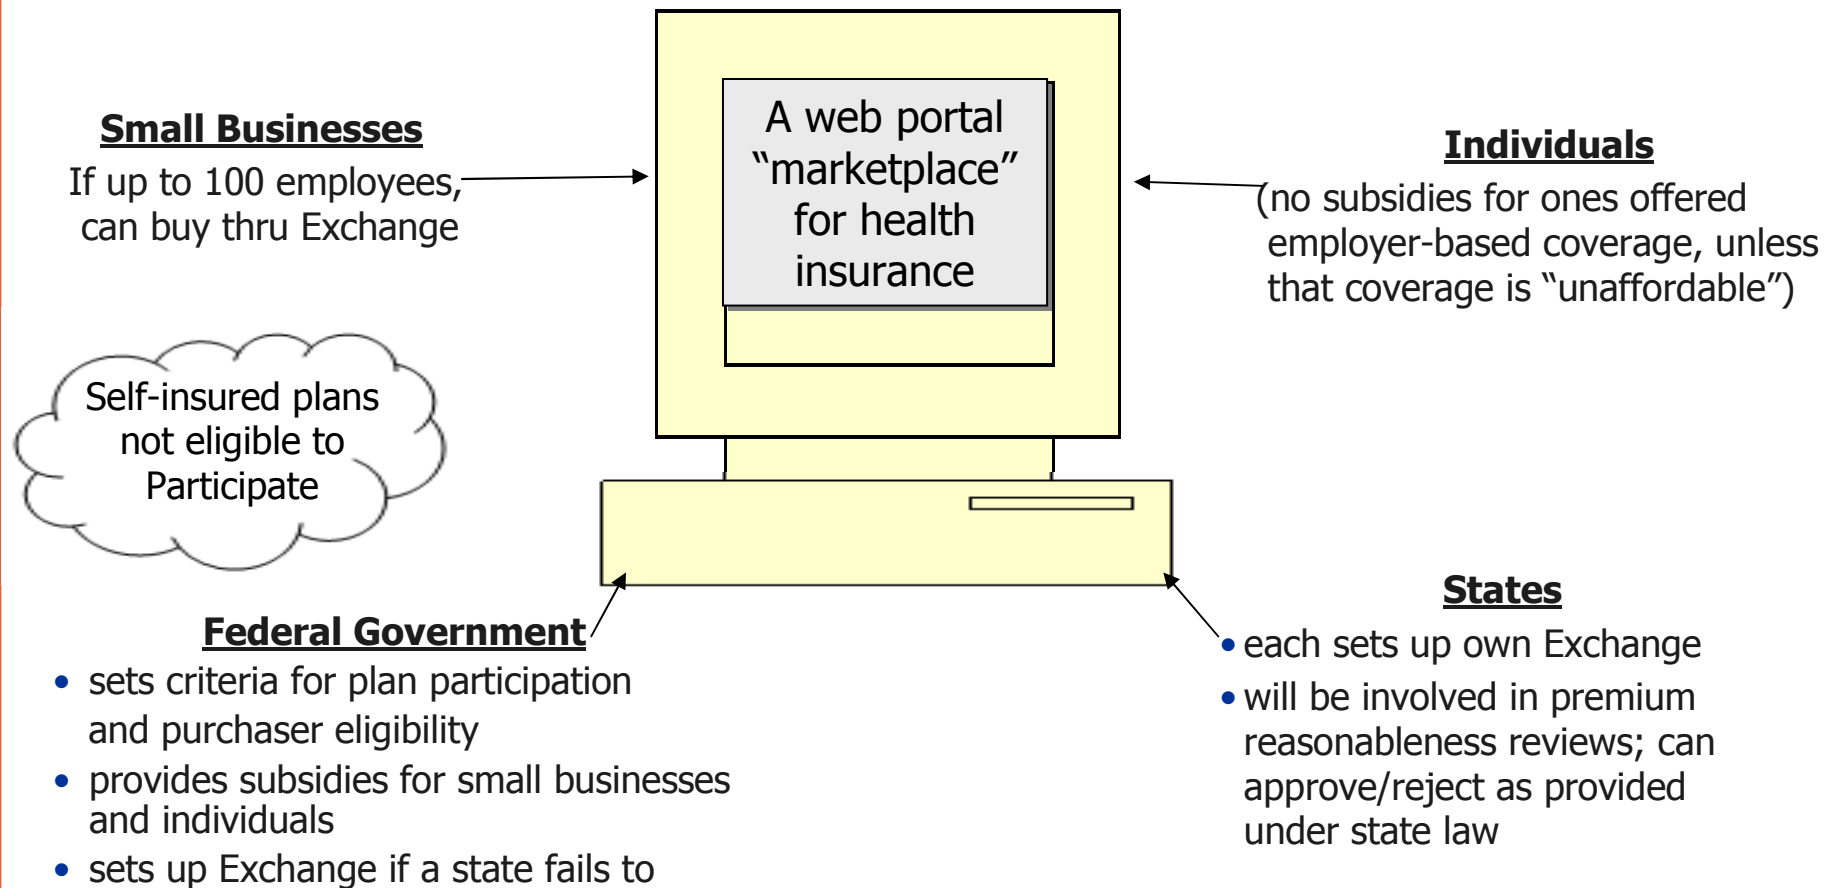 A web portal
“marketplace”
for health
insurance
Small Businesses
If up to 100 employees,
can buy thru Exchange
Individuals
(no subsidies for ones offered
employer-based coverage, unless
that coverage is “unaffordable”)
Self-insured plans
not eligible to
Participate
Federal Government
• sets criteria for plan participation
and purchaser eligibility
• provides subsidies for small businesses
and individuals
• sets up Exchange if a state fails to
States
• each sets up own Exchange
• will be involved in premium
reasonableness reviews; can
approve/reject as provided
under state law